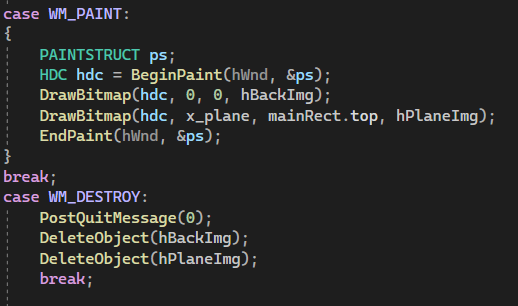 case WM_PAINT:
{
    PAINTSTRUCT ps;
    HDC hdc = BeginPaint(hWnd, &ps);
    DrawBitmap(hdc, 0, 0, hBackImg);
    DrawBitmap(hdc, x_plane, mainRect.top, hPlaneImg);
    EndPaint(hWnd, &ps);
}
break;
case WM_DESTROY:
    PostQuitMessage(0);
    DeleteObject(hBackImg);
    DeleteObject(hPlaneImg);
    break;